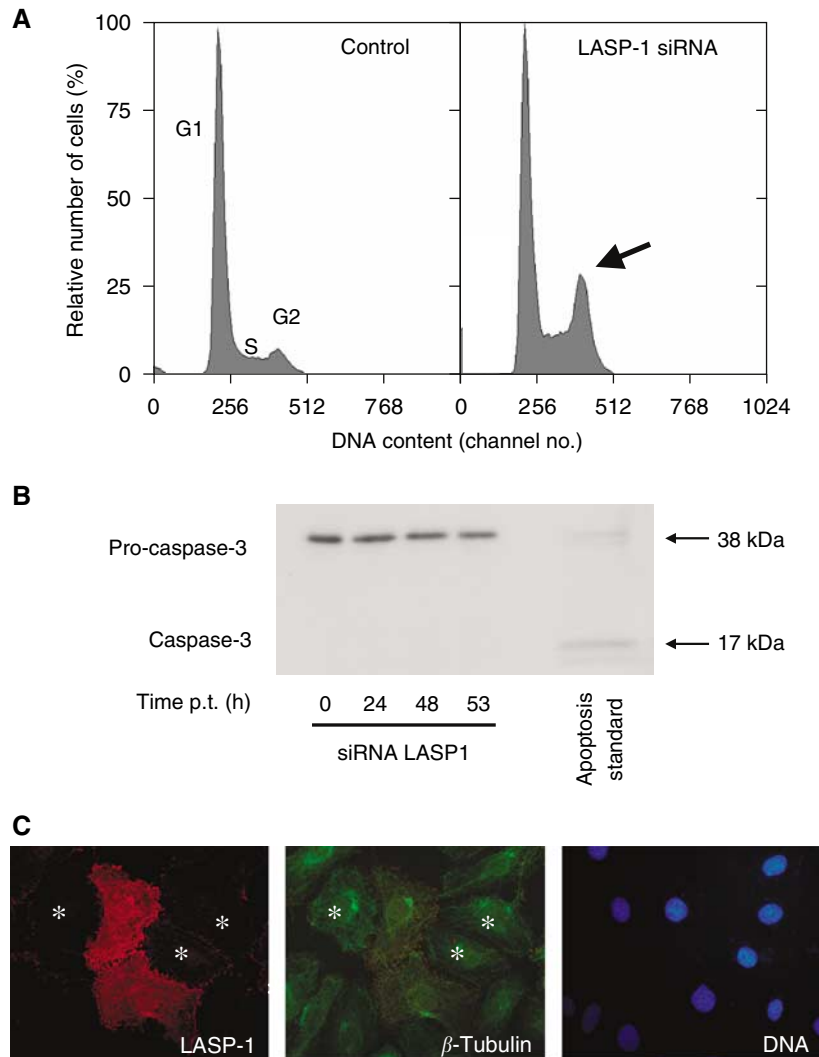 A
Relative number of cells (%)
100
75
50
25
0
Control
G1
S
G2
LASP-1 siRNA
0 256 512 768 0 256 512 768 1024
DNA content (channel no.)
B
Pro-caspase-3
38 kDa
Caspase-3
17 kDa
Time p.t. (h) 0 24 48 53
siRNA LASP1
Apoptosis
standard
C
* * *
LASP-1
* * *
β-Tubulin
DNA